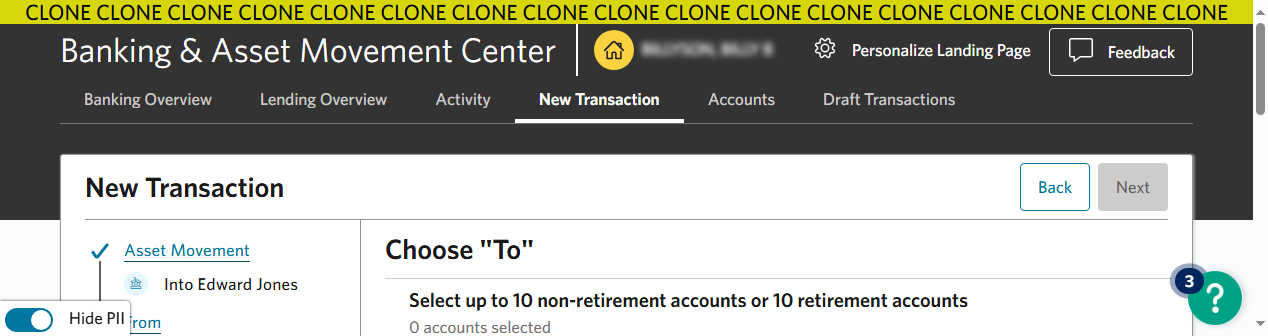 CLONE CLONE CLONE CLONE CLONE CLONE CLONE CLONE CLONE CLONE CLONE CLONE CLONE CLONE CLONE CLONE CLONE
Banking & Asset Movement Center
Personalize Landing Page
Feedback
Banking Overview
Lending Overview
Activity
New Transaction
Accounts
Draft Transactions
New Transaction
Back
Next
Asset Movement
Into Edward Jones
Choose "To"
Select up to 10 non-retirement accounts or 10 retirement accounts
0 accounts selected
3
?
Hide PII